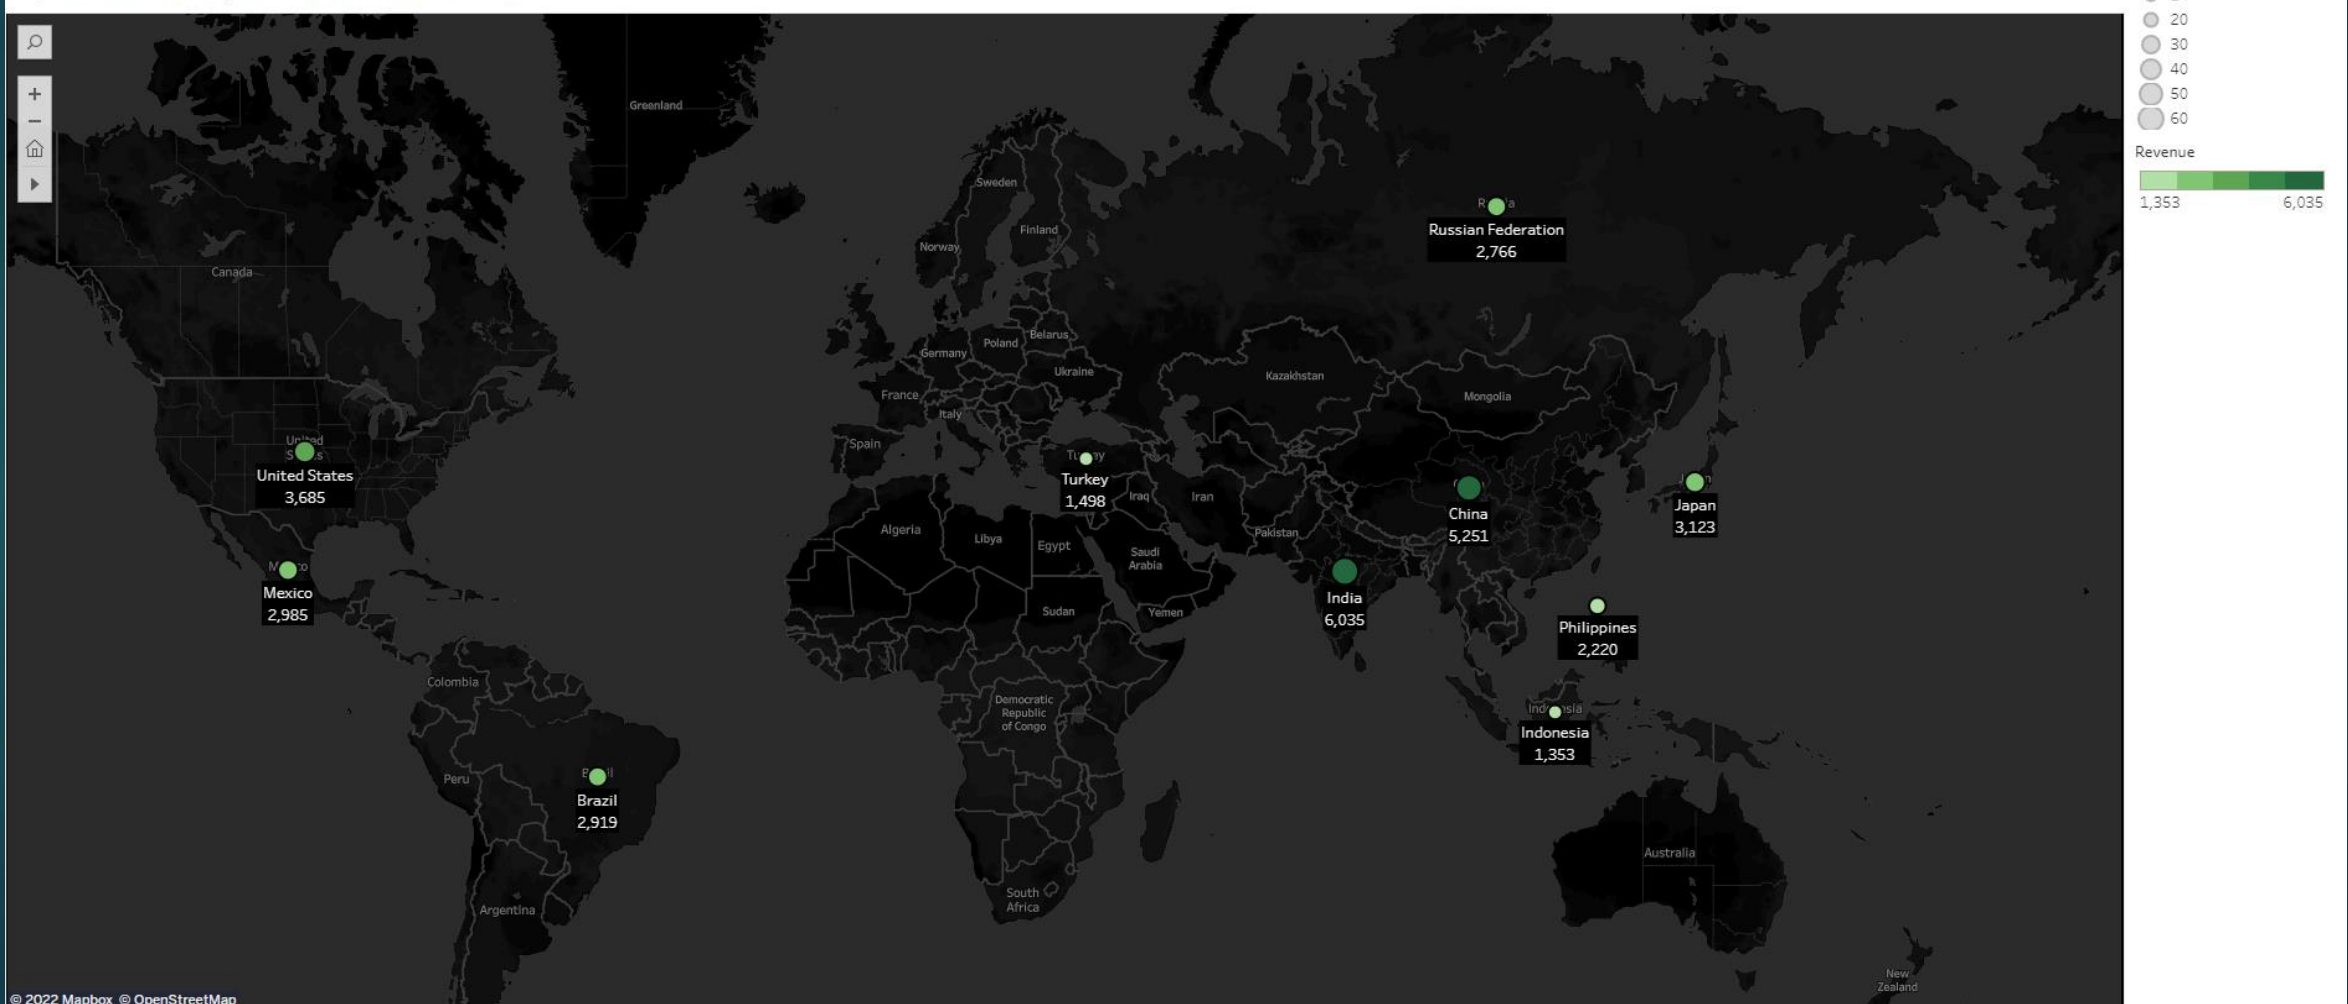 Greenland
Sweden
Finland
Norway
Canada
R a
Russian Federation
2,766
Belarus
Poland
Germany
Ukraine
France
Kazakhstan
Italy
Mongolia
Spain
United
United States
3,685
Turkey
1,498
Iraq
Iran
China
5,251
Japan
3,123
Algeria
Libya
Egypt
Pakistan
Saudi
Arabia
Mexico
2,985
India
6,035
Sudan
Yemen
Philippines
2,220
Colombia
Democratic
Republic
of Congo
Indonesia
1,353
Peru
Brazil
2,919
Australia
South
Africa
Argentina
New
Zealand
© 2022 Mapbox © OpenStreetMap
20
30
40
50
60
Revenue
1,353 6,035